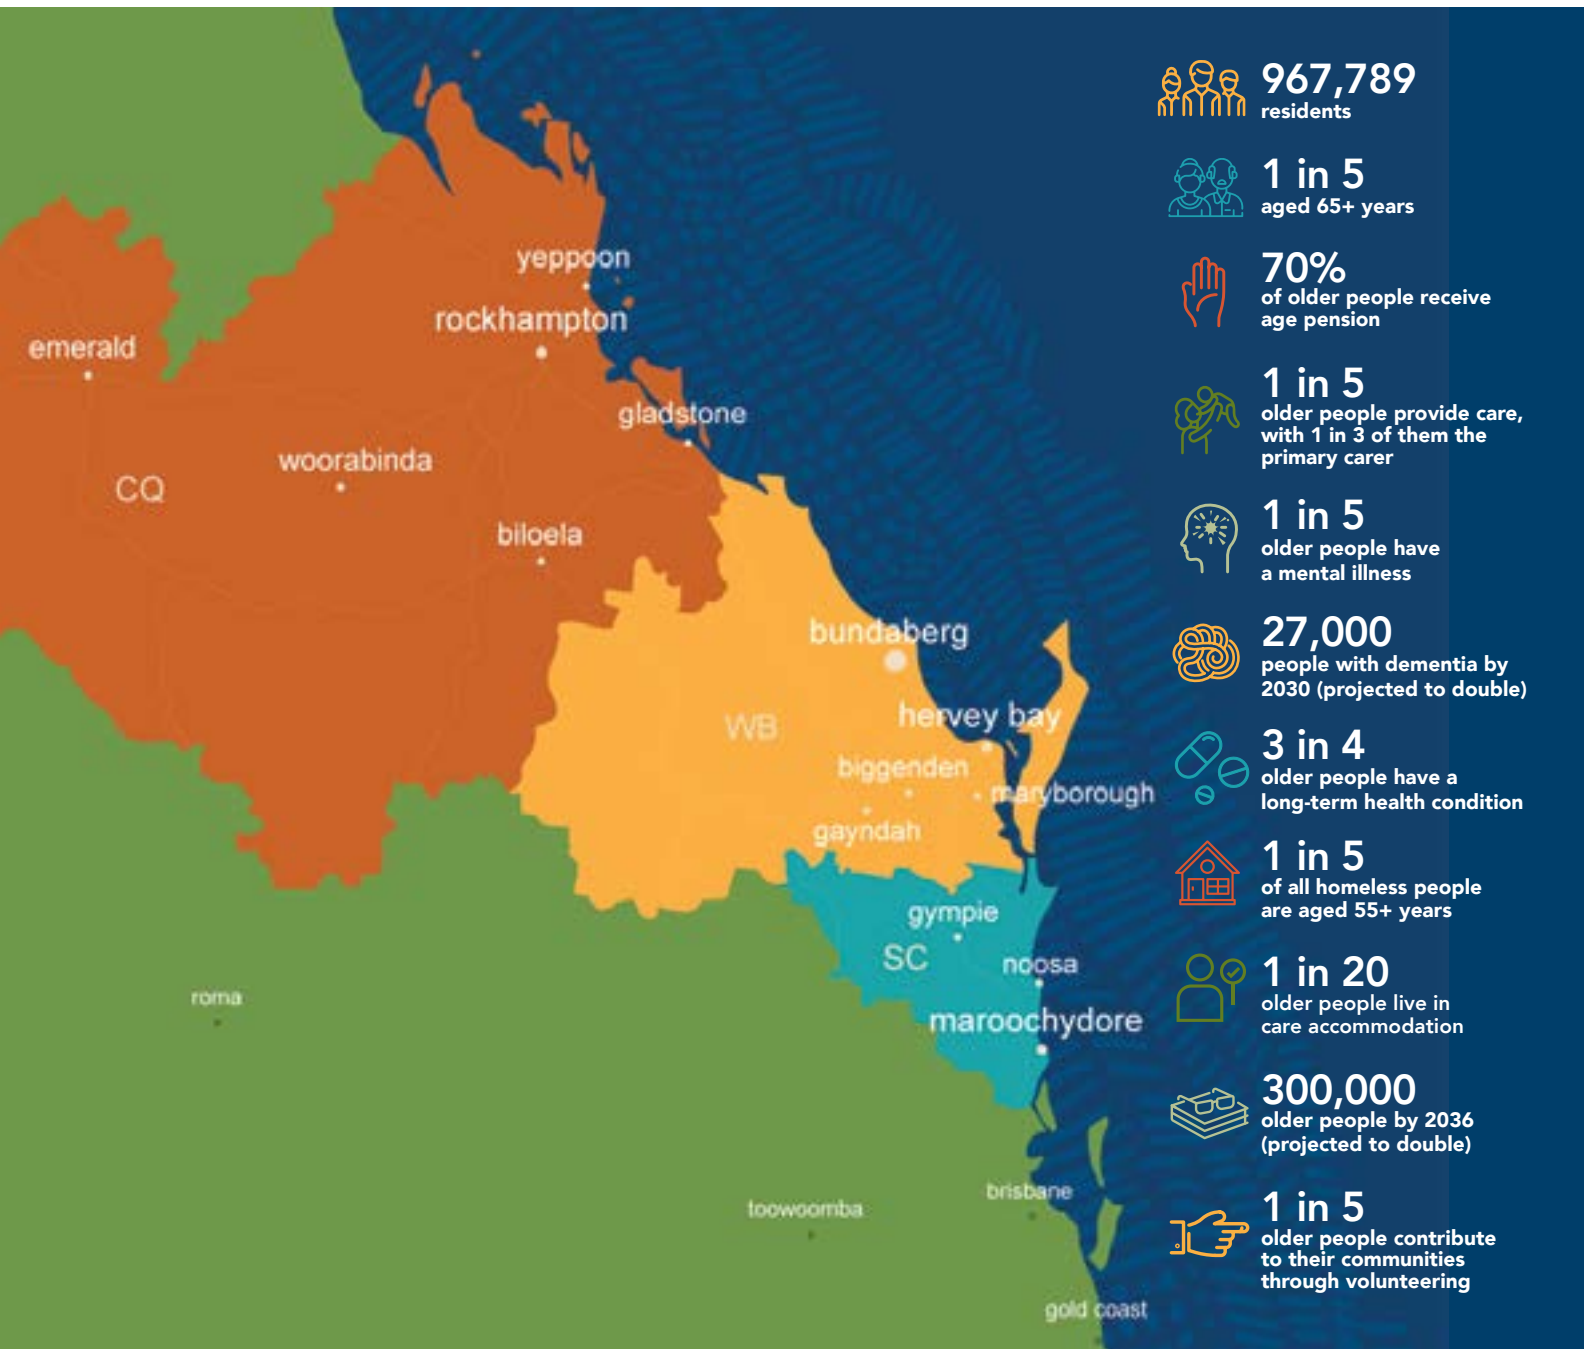 yeppoon
rockhampton
emerald
gladstone
woorabinda
CQ
biloela
bundaberg
hervey bay
WB
biggenden
maryborough
gayndah
gympie
SC
noosa
roma
maroochydore
brisbane
toowoomba
gold coast
967,789
residents
1 in 5
aged 65+ years
70%
of older people receive
age pension
1 in 5
older people provide care,
with 1 in 3 of them the
primary carer
1 in 5
older people have
a mental illness
27,000
people with dementia by
2030 (projected to double)
3 in 4
older people have a
long-term health condition
1 in 5
of all homeless people
are aged 55+ years
1 in 20
older people live in
care accommodation
300,000
older people by 2036
(projected to double)
1 in 5
older people contribute
to their communities
through volunteering